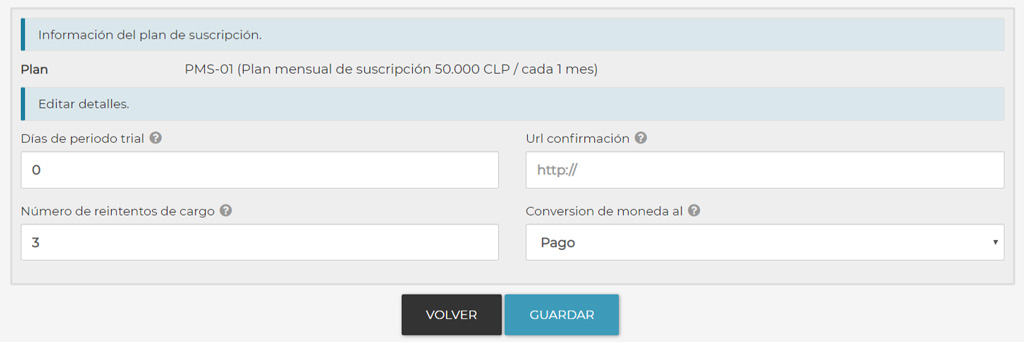 Información del plan de suscripción.
Plan PMS-01 (Plan mensual de suscripción 50.000 CLP / cada 1 mes)
Editar detalles.
Días de periodo trial ?
Url confirmación ?
0
http://
Número de reintentos de cargo ?
Conversion de moneda al ?
3
Pago
VOLVER
GUARDAR